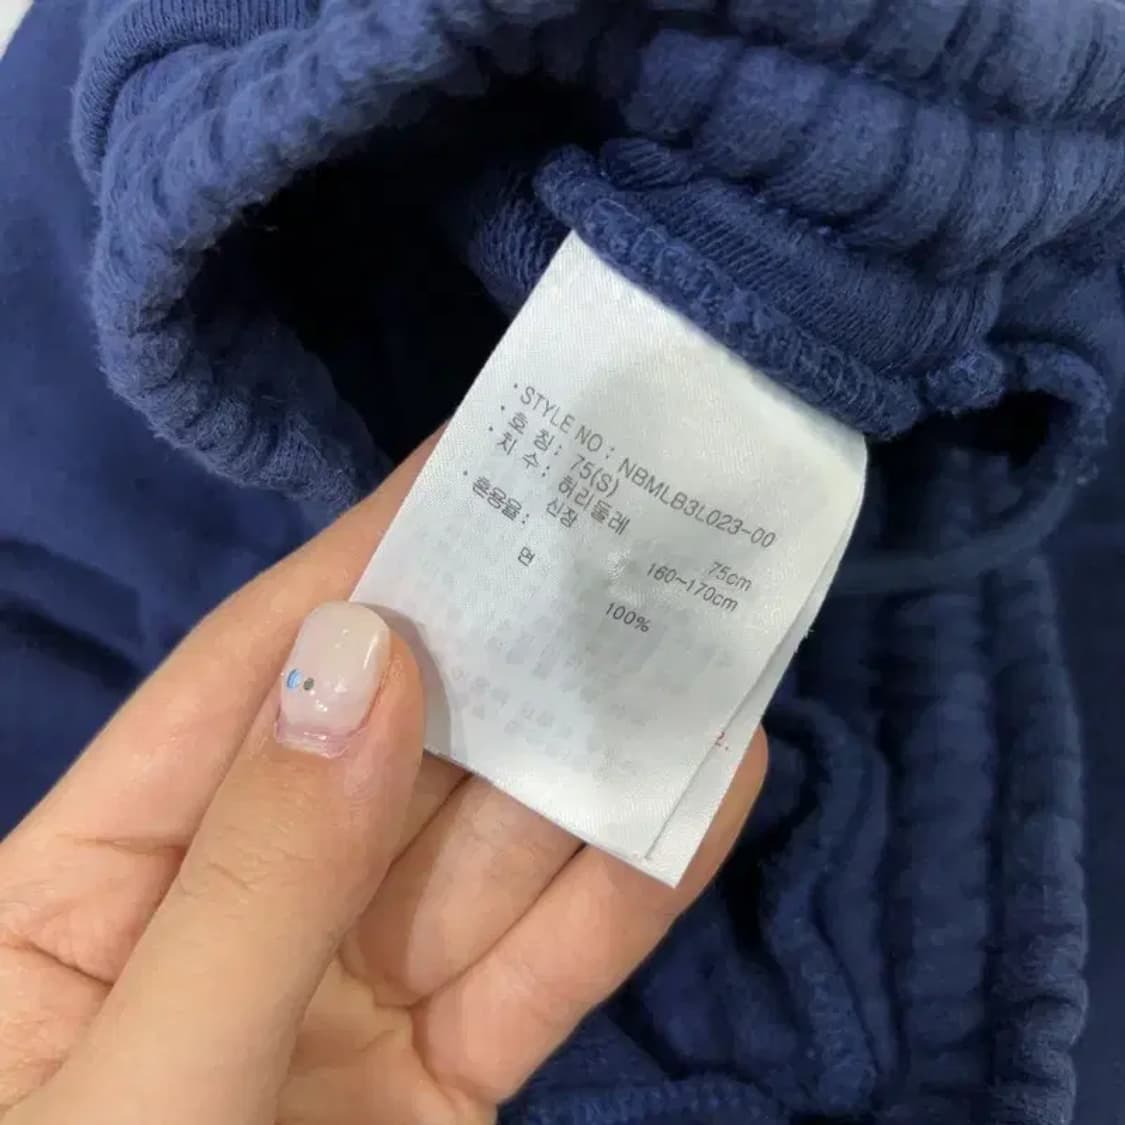 · STYLE NO : NBMLB3L023-00
· 호 칭 : 75(S)
· 치 수 : 허리둘레 75cm
신장 160~170cm
· 혼용율 :
면 100%
2.